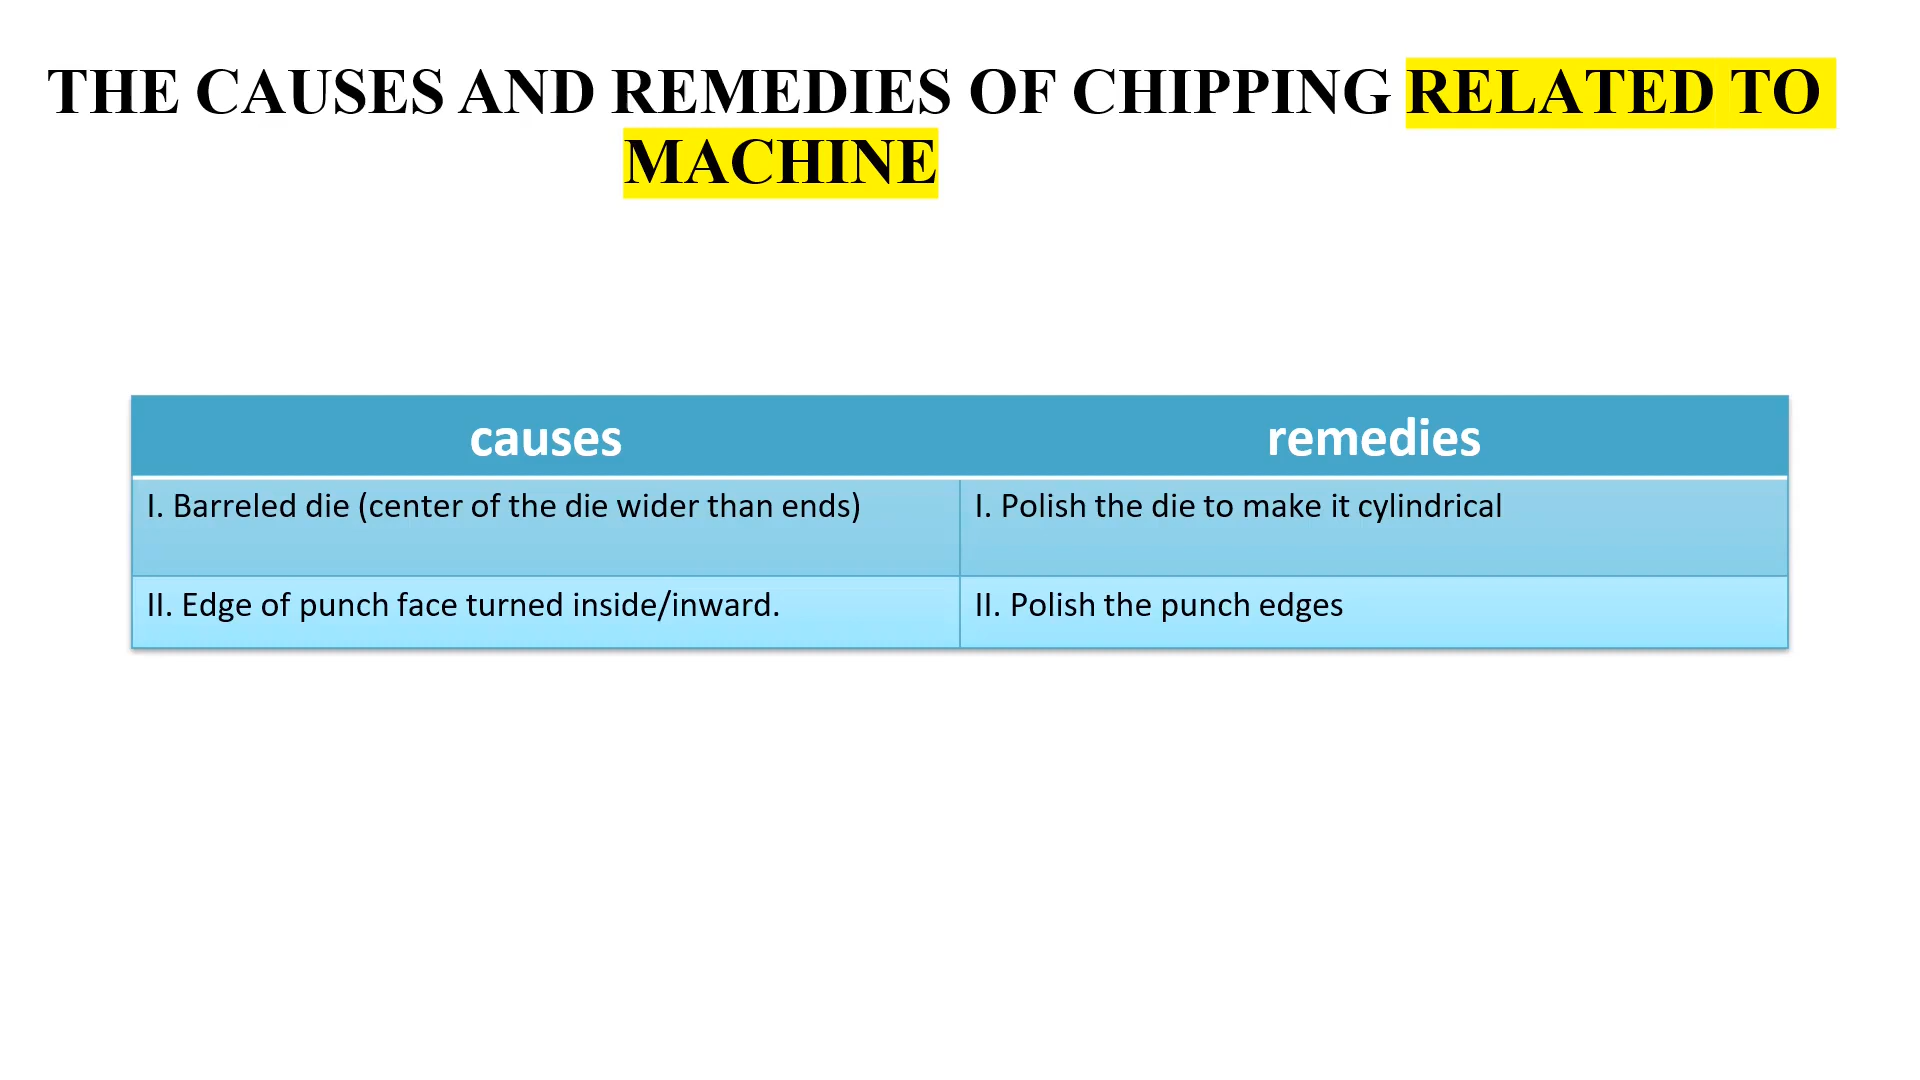 THE CAUSES AND REMEDIES OF CHIPPING RELATED TO
MACHINE
causes
remedies
I. Barreled die (center of the die wider than ends)
I. Polish the die to make it cylindrical
II. Edge of punch face turned inside/inward.
II. Polish the punch edges